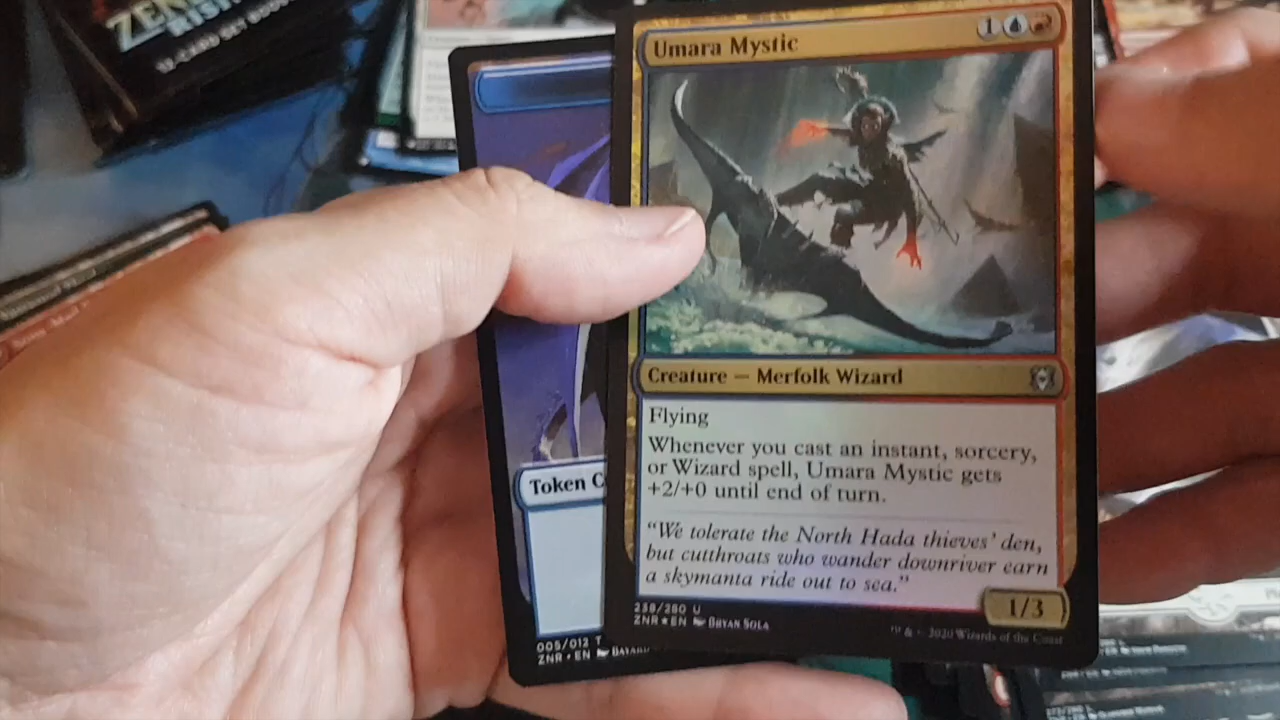 Umara Mystic
1
Creature — Merfolk Wizard
Flying
Whenever you cast an instant, sorcery,
or Wizard spell, Umara Mystic gets
+2/+0 until end of turn.
“We tolerate the North Hada thieves’ den,
but cutthroats who wander downriver earn
a skymanta ride out to sea.”
1/3
238/280 U
ZNR★EN BRYAN SOLA
2020 Wizards of the Coast
Token C
005/012 T
ZNR • EN